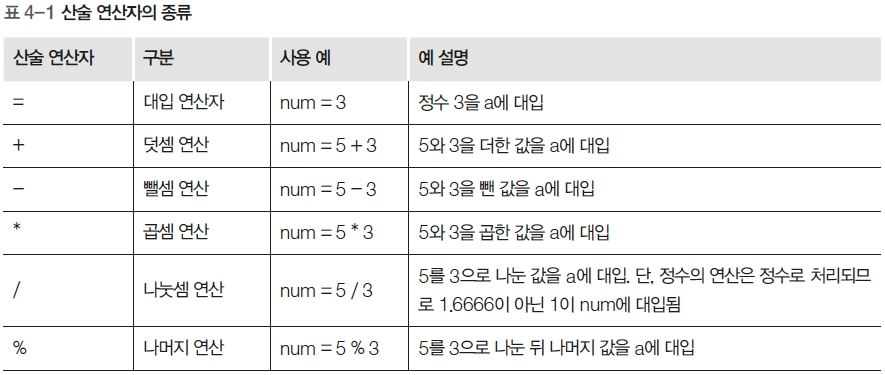 표 4-1 산술 연산자의 종류
산술 연산자 구분 사용 예 예 설명
= 대입 연산자 num = 3 정수 3을 a에 대입
+ 덧셈 연산 num = 5 + 3 5와 3을 더한 값을 a에 대입
- 뺄셈 연산 num = 5 - 3 5와 3을 뺀 값을 a에 대입
* 곱셈 연산 num = 5 * 3 5와 3을 곱한 값을 a에 대입
/ 나눗셈 연산 num = 5 / 3 5를 3으로 나눈 값을 a에 대입. 단, 정수의 연산은 정수로 처리되므
로 1.6666이 아닌 1이 num에 대입됨
% 나머지 연산 num = 5 % 3 5를 3으로 나눈 뒤 나머지 값을 a에 대입